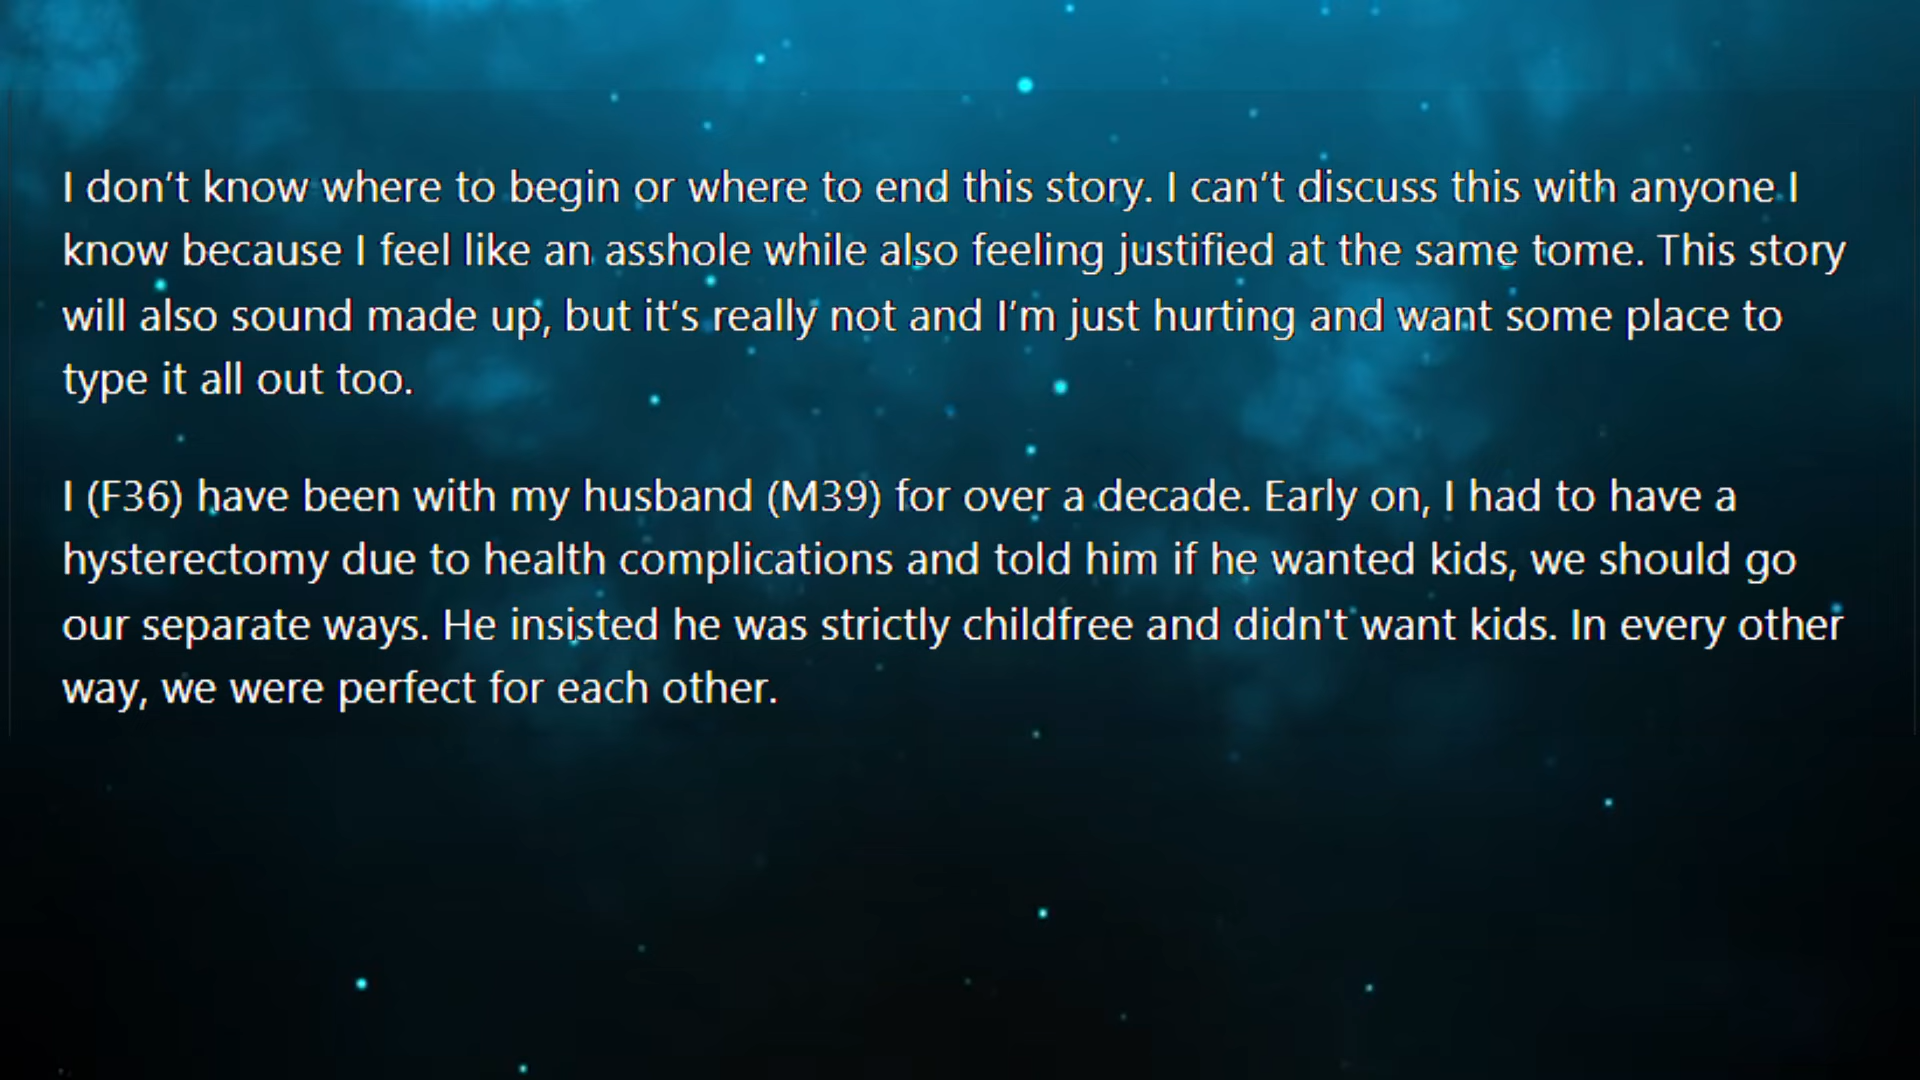 I don’t know where to begin or where to end this story. I can’t discuss this with anyone I
know because I feel like an asshole while also feeling justified at the same tome. This story
will also sound made up, but it’s really not and I’m just hurting and want some place to
type it all out too.
I (F36) have been with my husband (M39) for over a decade. Early on, I had to have a
hysterectomy due to health complications and told him if he wanted kids, we should go
our separate ways. He insisted he was strictly childfree and didn't want kids. In every other
way, we were perfect for each other.